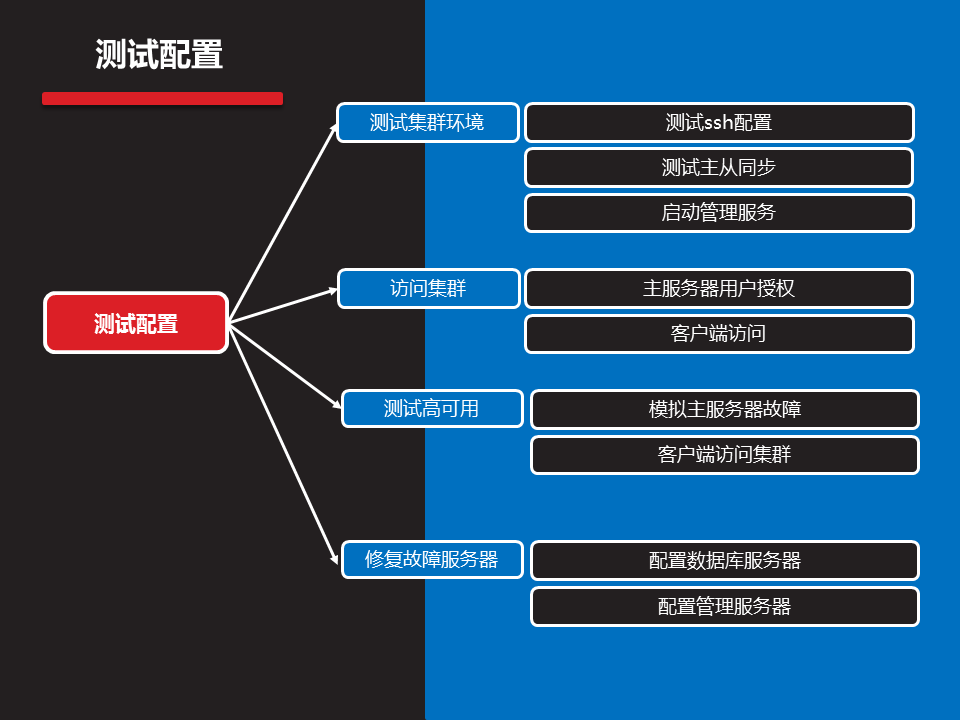 测试配置
测试集群环境
测试ssh配置
测试主从同步
启动管理服务
访问集群
主服务器用户授权
客户端访问
测试配置
测试高可用
模拟主服务器故障
客户端访问集群
修复故障服务器
配置数据库服务器
配置管理服务器